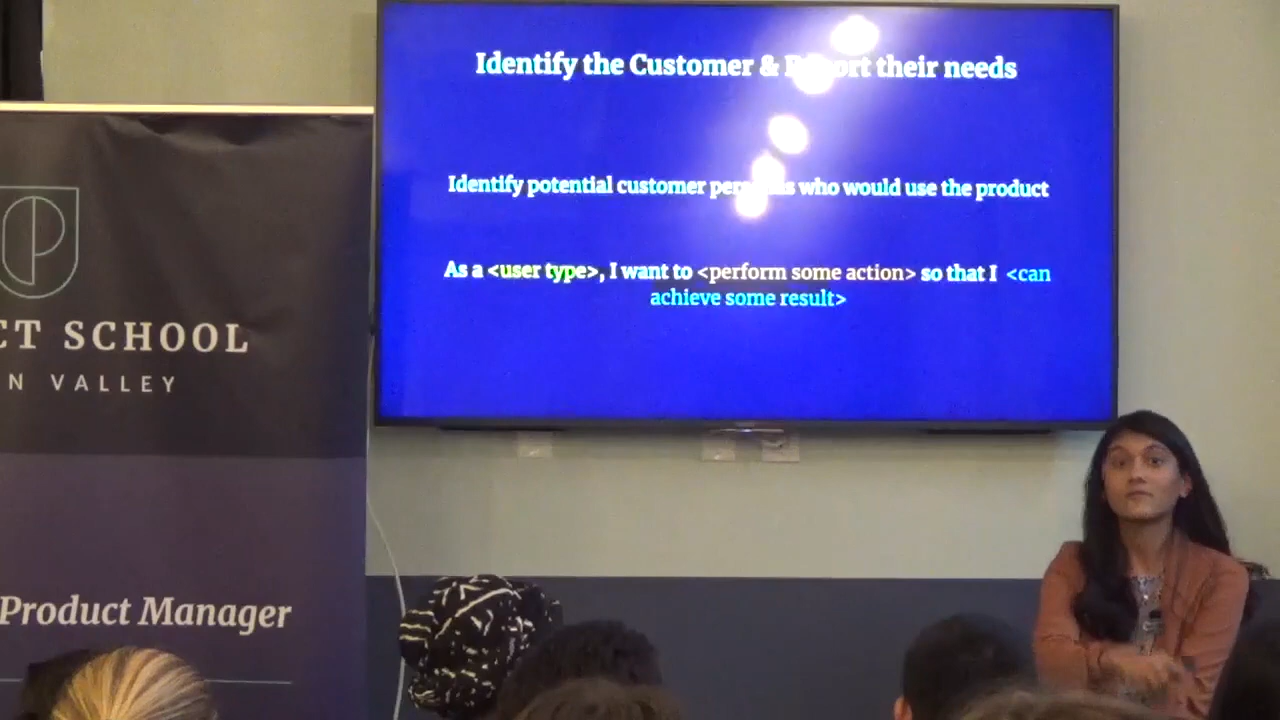 Identify the Customer & their needs
Identify potential customer who would use the product
As a <user type>, I want to <perform some action> so that I <can
achieve some result>
CT SCHOOL
N VALLEY
Product Manager